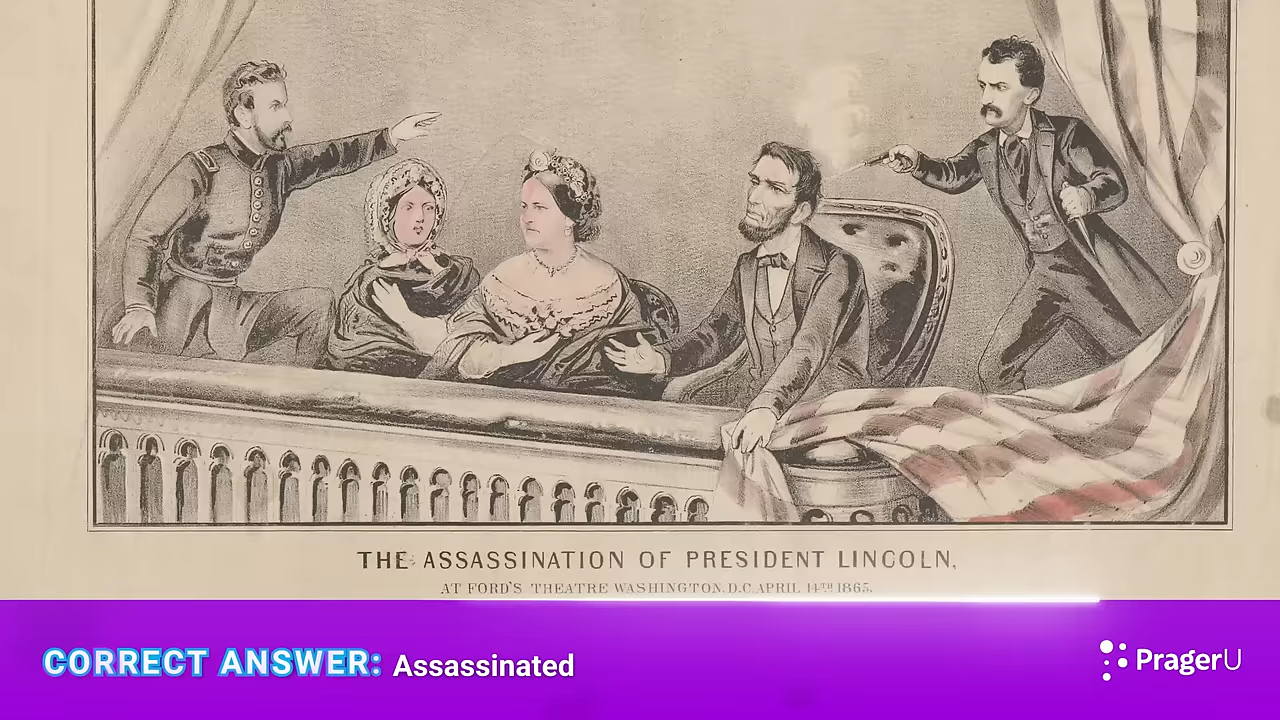 THE ASSASSINATION OF PRESIDENT LINCOLN,
AT FORD'S THEATRE WASHINGTON.D.C.APRIL 14TH 1865.
CORRECT ANSWER: Assassinated
PragerU